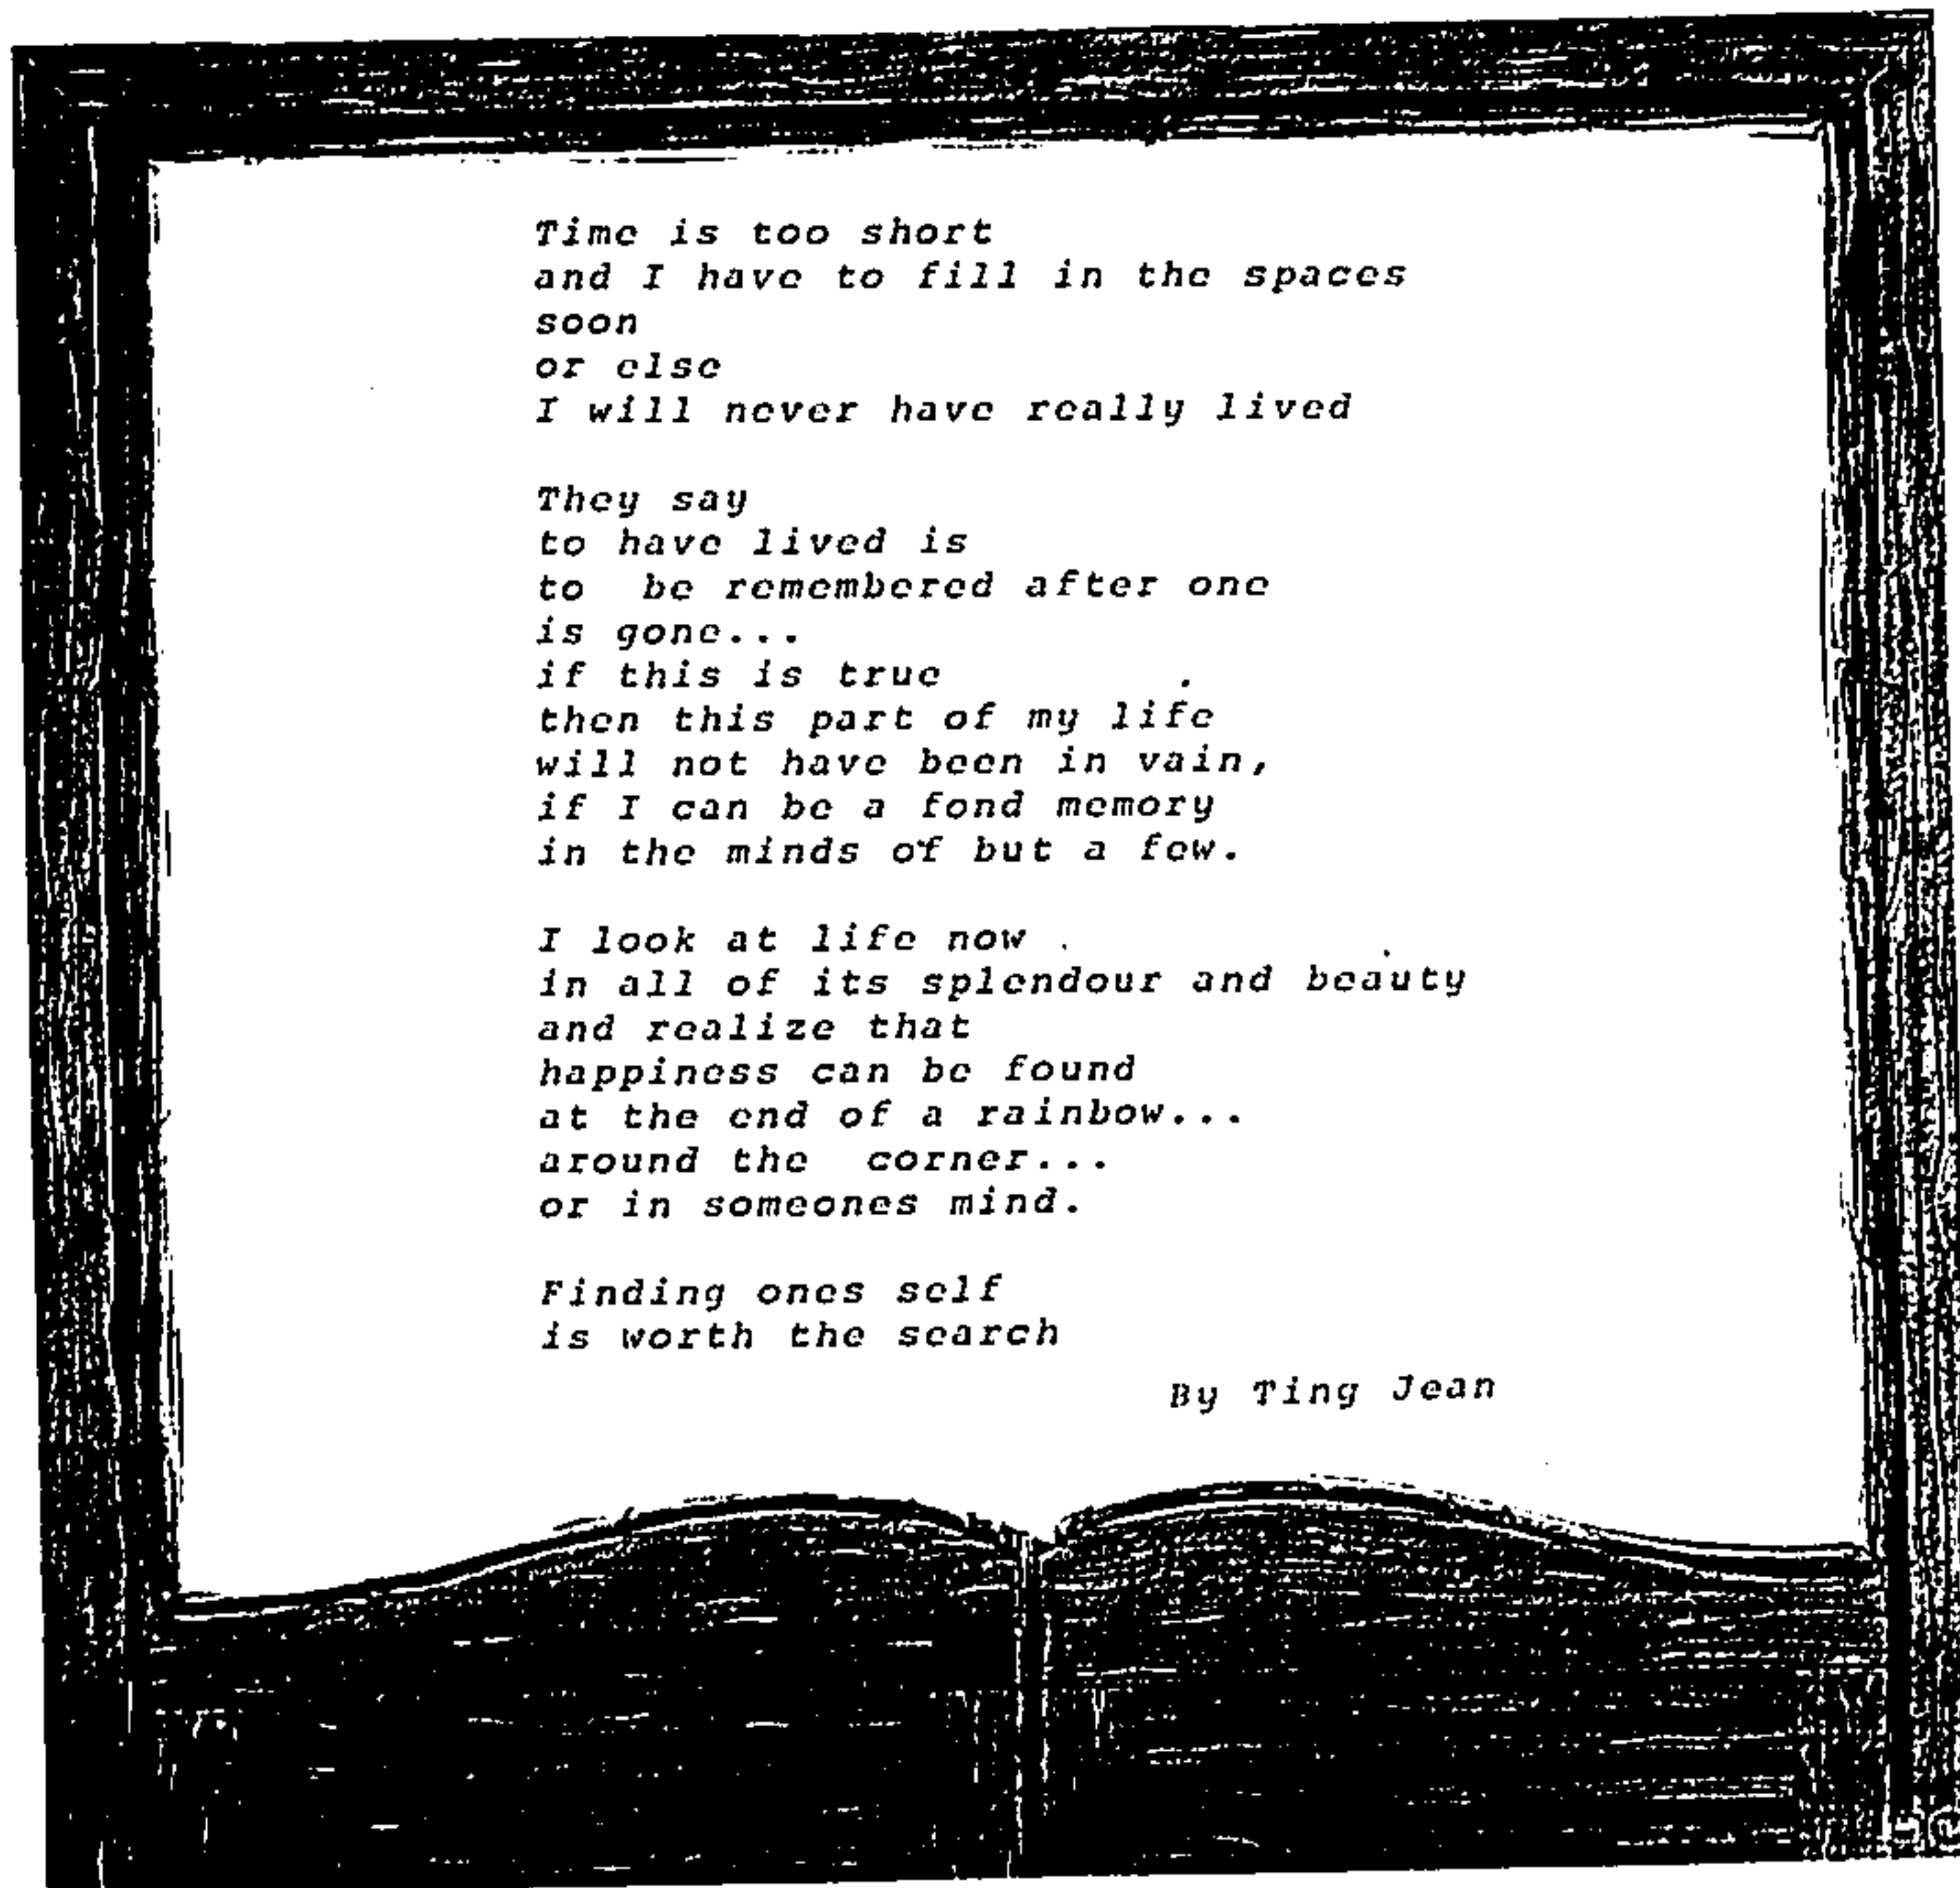 Time is too short
and I have to fill in the spaces
soon
or else
I will never have really lived

They say
to have lived is
to  be remembered after one
is gone...
if this is true
then this part of my life
will not have been in vain,
if I can be a fond memory
in the minds of but a few.

I look at life now
in all of its splendour and beauty
and realize that
happiness can be found
at the end of a rainbow...
around the  corner...
or in someones mind.

Finding ones self
is worth the search

By Ting Jean